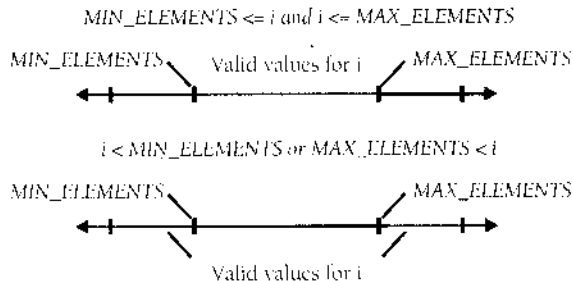 MIN_ELEMENTS <= i and i <= MAX_ELEMENTS
MIN_ELEMENTS Valid values for i MAX_ELEMENTS
i < MIN_ELEMENTS or MAX_ELEMENTS < i
MIN_ELEMENTS MAX_ELEMENTS
Valid values for i